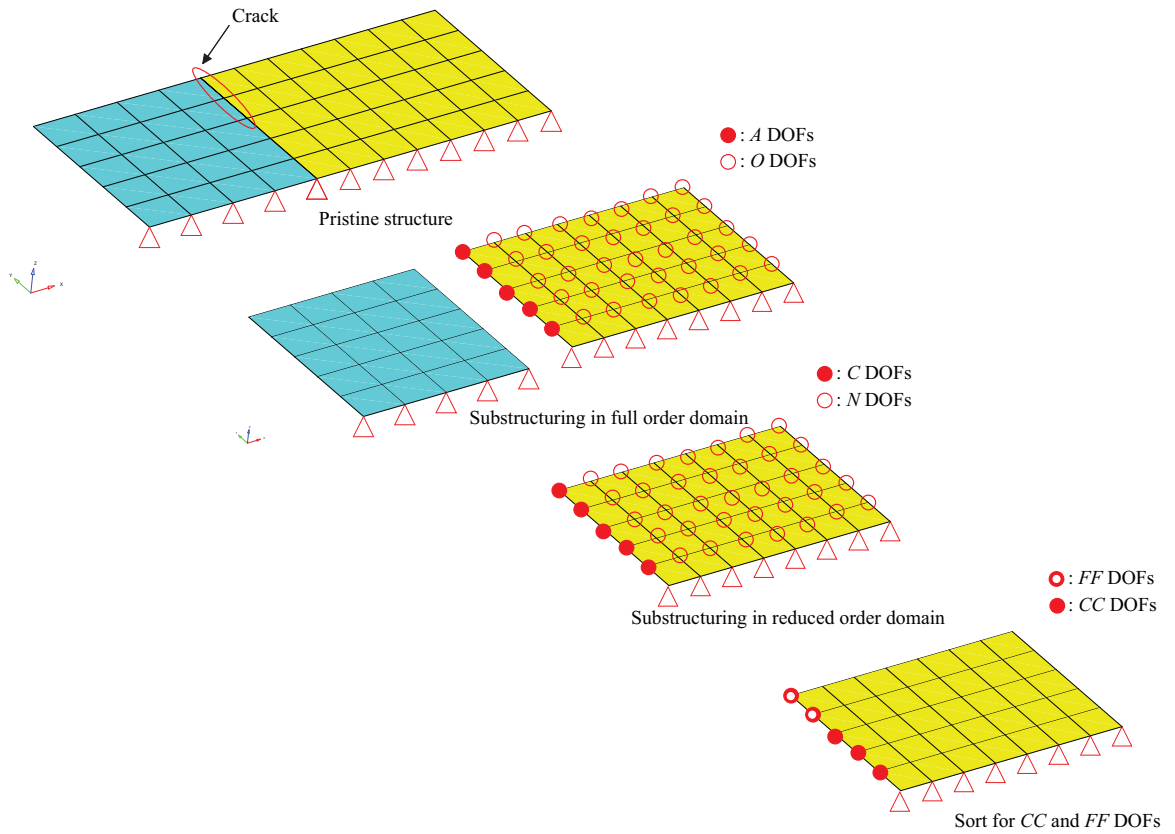 Crack
: A DOFs
: O DOFs
Pristine structure
z
y
x
: C DOFs
: N DOFs
Substructuring in full order domain
: FF DOFs
: CC DOFs
Substructuring in reduced order domain
Sort for CC and FF DOFs